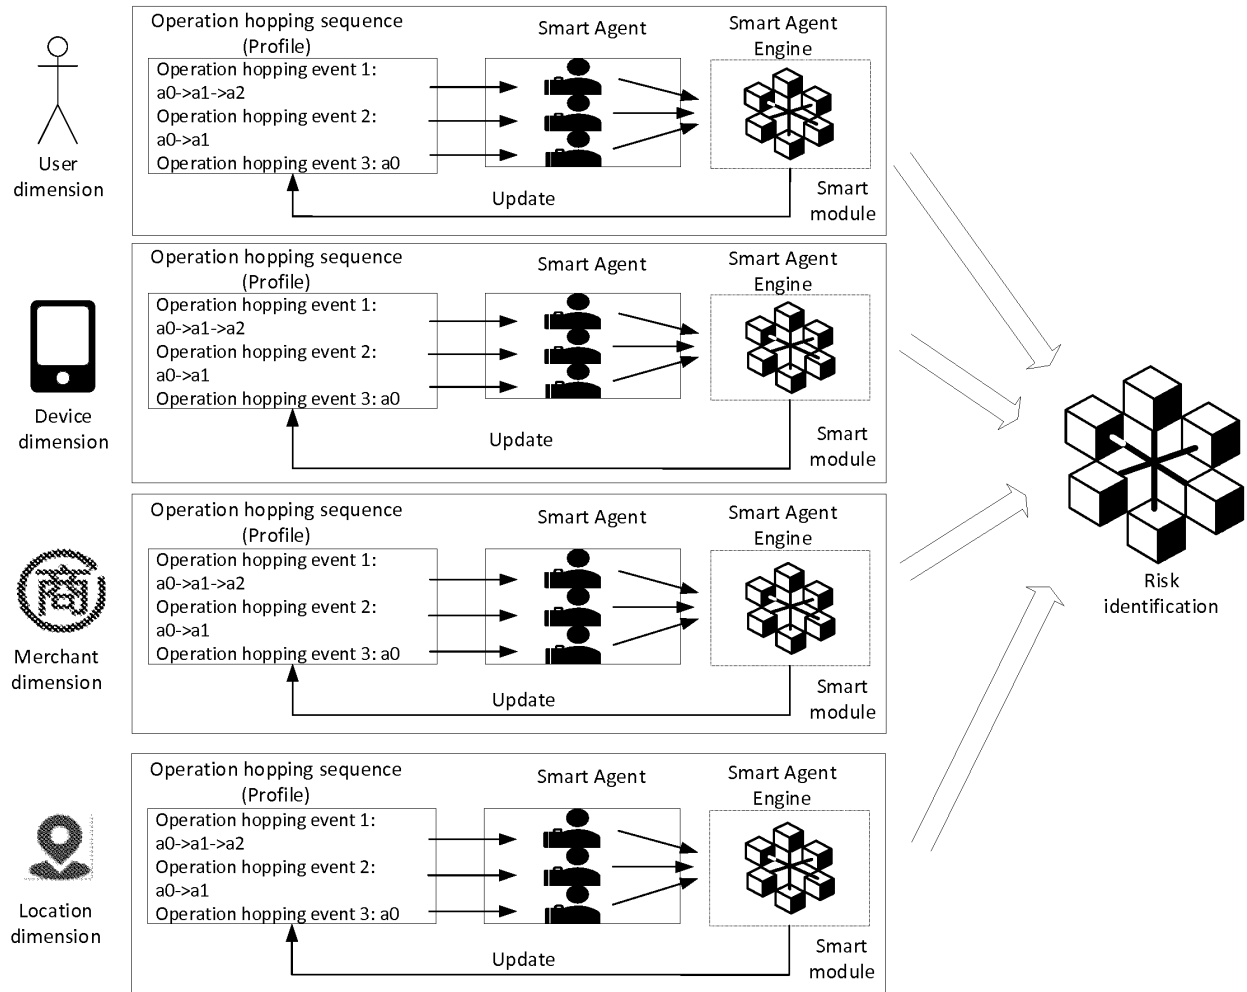 User
dimension
Operation hopping sequence
(Profile)
Operation hopping event 1:
a0->a1->a2
Operation hopping event 2:
a0->a1
Operation hopping event 3: a0
Smart Agent
Smart Agent
Engine
Update
Smart
module
Device
dimension
Operation hopping sequence
(Profile)
Operation hopping event 1:
a0->a1->a2
Operation hopping event 2:
a0->a1
Operation hopping event 3: a0
Smart Agent
Smart Agent
Engine
Update
Smart
module
商
Merchant
dimension
Operation hopping sequence
(Profile)
Operation hopping event 1:
a0->a1->a2
Operation hopping event 2:
a0->a1
Operation hopping event 3: a0
Smart Agent
Smart Agent
Engine
Update
Smart
module
Location
dimension
Operation hopping sequence
(Profile)
Operation hopping event 1:
a0->a1->a2
Operation hopping event 2:
a0->a1
Operation hopping event 3: a0
Smart Agent
Smart Agent
Engine
Update
Smart
module
Risk
identification